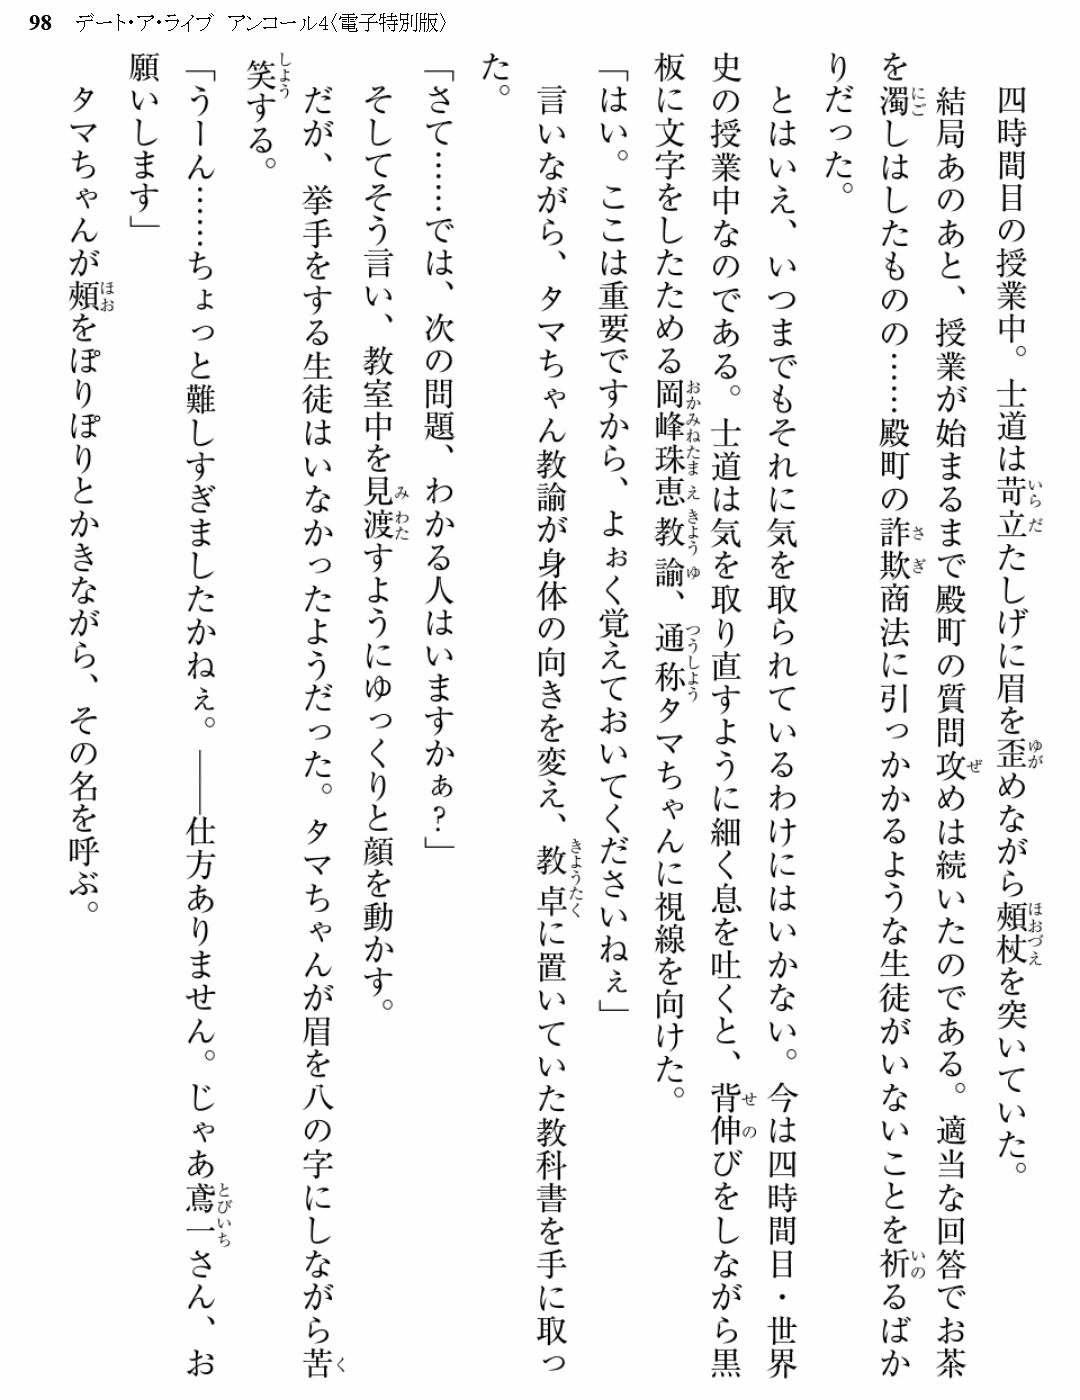 98 デート・ア・ライブ アンコール4〈電子特別版〉
四時間目の授業中。士道は苛立たしげに眉を歪めながら頬杖を突いていた。
結局あのあと、授業が始まるまで殿町の質問攻めは続いたのである。適当な回答でお茶
を濁しはしたものの……殿町の詐欺商法に引っかかるような生徒がいないことを祈るばか
りだった。
とはいえ、いつまでもそれに気を取られているわけにはいかない。今は四時間目・世界
史の授業中なのである。士道は気を取り直すように細く息を吐くと、背伸びをしながら黒
板に文字をしたためる岡峰珠恵教諭、通称タマちゃんに視線を向けた。
「はい。ここは重要ですから、よぉく覚えておいてくださいねぇ」
言いながら、タマちゃん教諭が身体の向きを変え、教卓に置いていた教科書を手に取っ
た。
「さて……では、次の問題、わかる人はいますかぁ?」
そしてそう言い、教室中を見渡すようにゆっくりと顔を動かす。
だが、挙手をする生徒はいなかったようだった。タマちゃんが眉を八の字にしながら苦
笑する。
「うーん……ちょっと難しすぎましたかねぇ。――仕方ありません。じゃあ鳶一さん、お
願いします」
タマちゃんが頬をぽりぽりとかきながら、その名を呼ぶ。